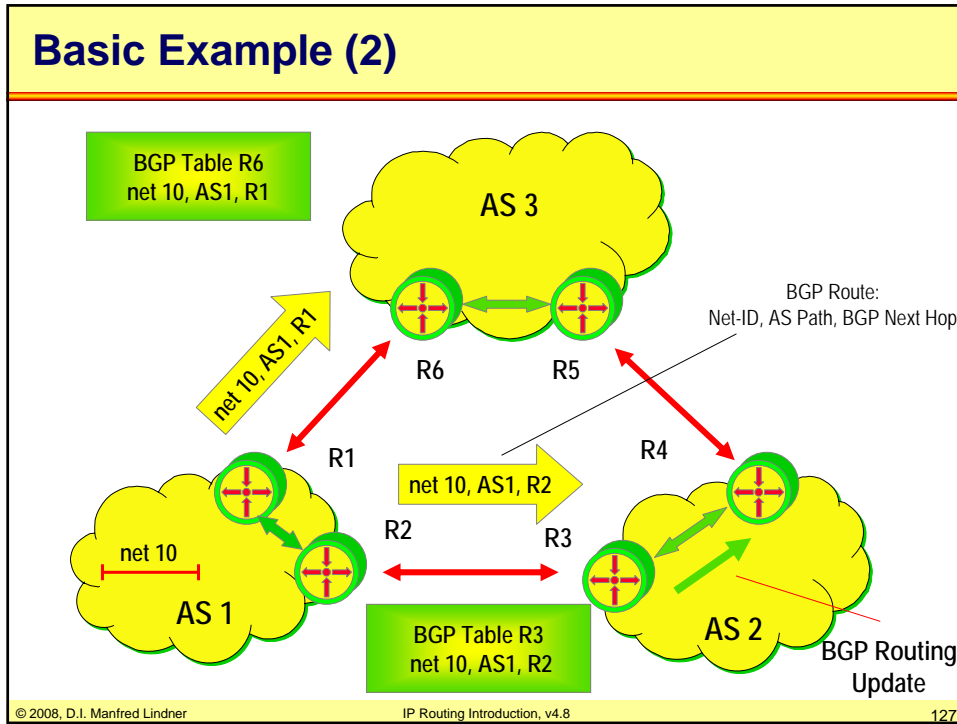 Basic Example (2)
BGP Table R6
net 10, AS1, R1
AS 3
BGP Route:
Net-ID, AS Path, BGP Next Hop
net 10, AS1, R1
R6
R5
R1
R4
net 10, AS1, R2
R2
R3
net 10
AS 1
AS 2
BGP Table R3
net 10, AS1, R2
BGP Routing
Update
© 2008, D.I. Manfred Lindner
IP Routing Introduction, v4.8
127